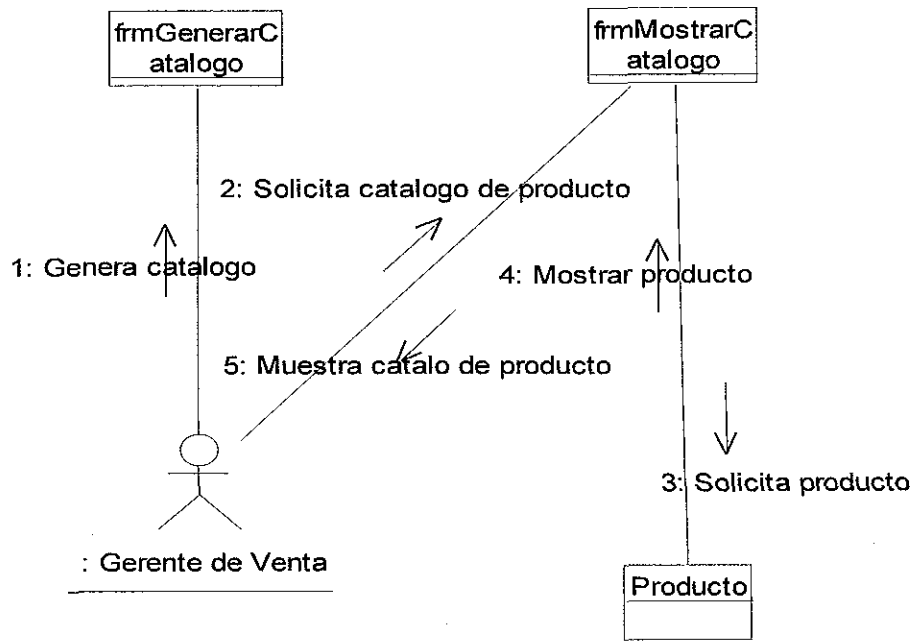 frmGenerarC
atalogo
frmMostrarC
atalogo
2: Solicita catalogo de producto
1: Genera catalogo
4: Mostrar producto
5: Muestra catalo de producto
3: Solicita producto
: Gerente de Venta
Producto